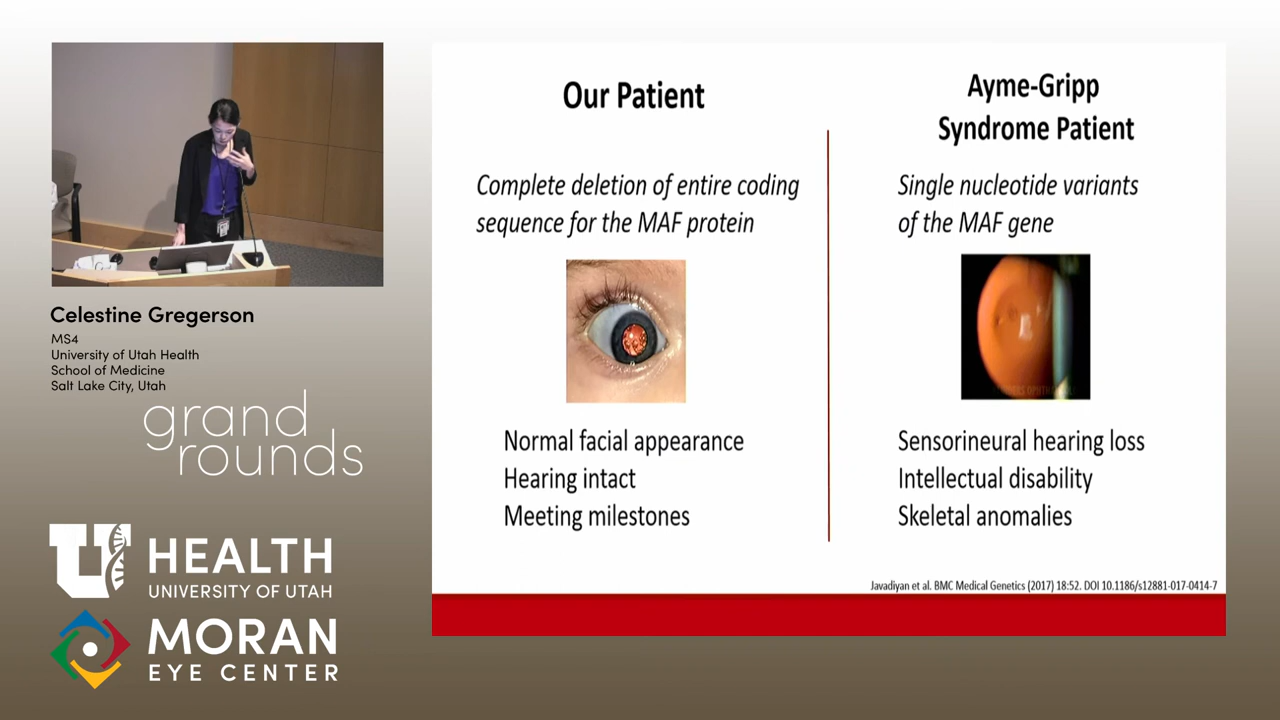 Celestine Gregerson
MS4
University of Utah Health
School of Medicine
Salt Lake City, Utah
grand
rounds
U HEALTH
UNIVERSITY OF UTAH
MORAN
EYE CENTER
Our Patient
Complete deletion of entire coding
sequence for the MAF protein
Normal facial appearance
Hearing intact
Meeting milestones
Ayme-Gripp
Syndrome Patient
Single nucleotide variants
of the MAF gene
Sensorineural hearing loss
Intellectual disability
Skeletal anomalies
Javadiyan et al. BMC Medical Genetics (2017) 18:52. DOI 10.1186/s12881-017-0414-7